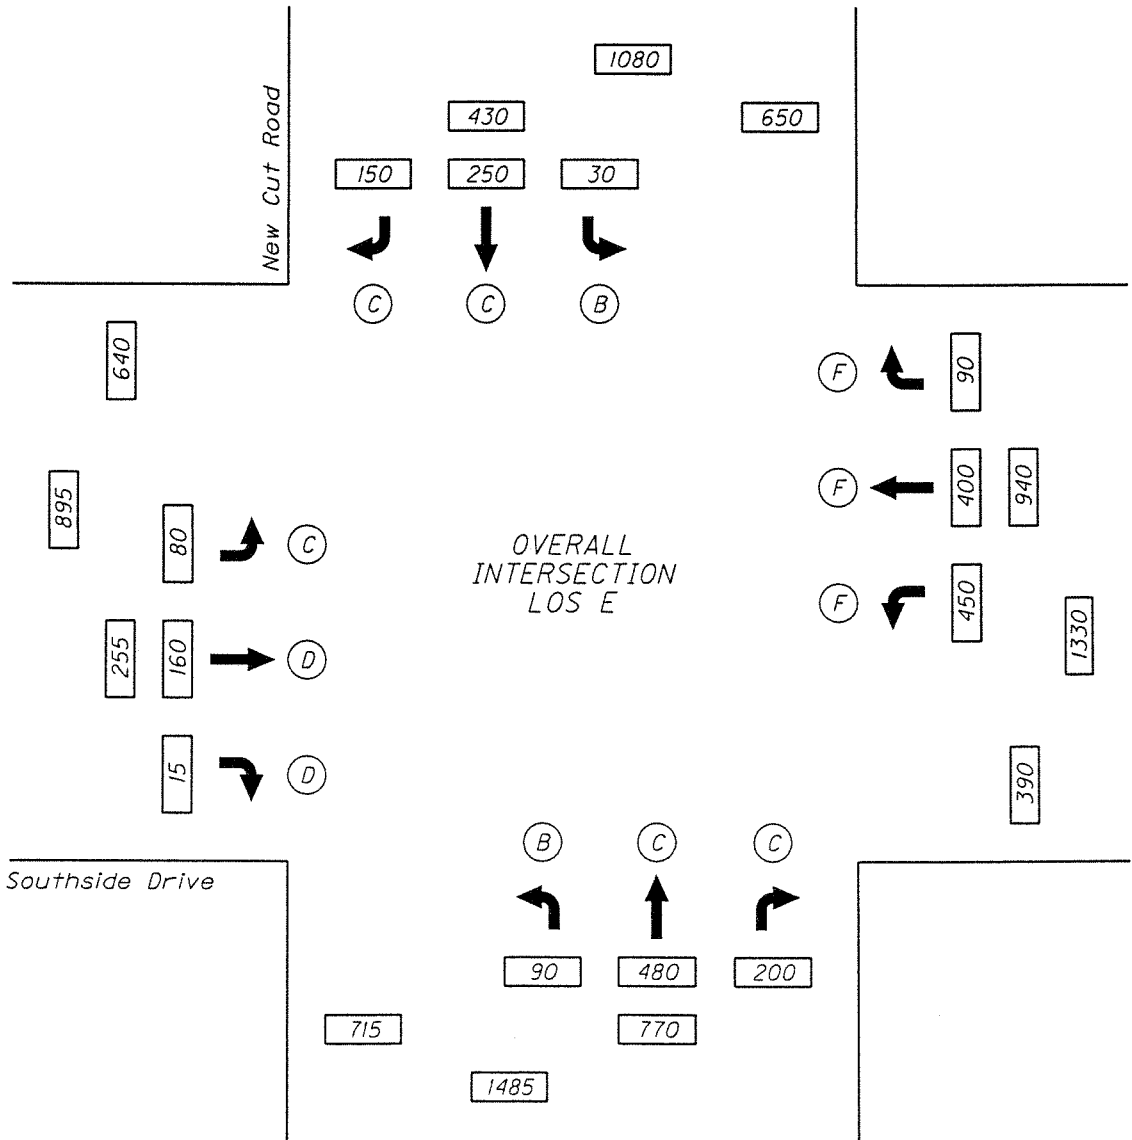 1080
430
650
150 250 30
New Cut Road
C C B
640
F 90
895
F 400 940
80 C
OVERALL
INTERSECTION
LOS E
F 450
1330
255 160 D
15 D
390
B C C
Southside Drive
90 480 200
715 770
1485